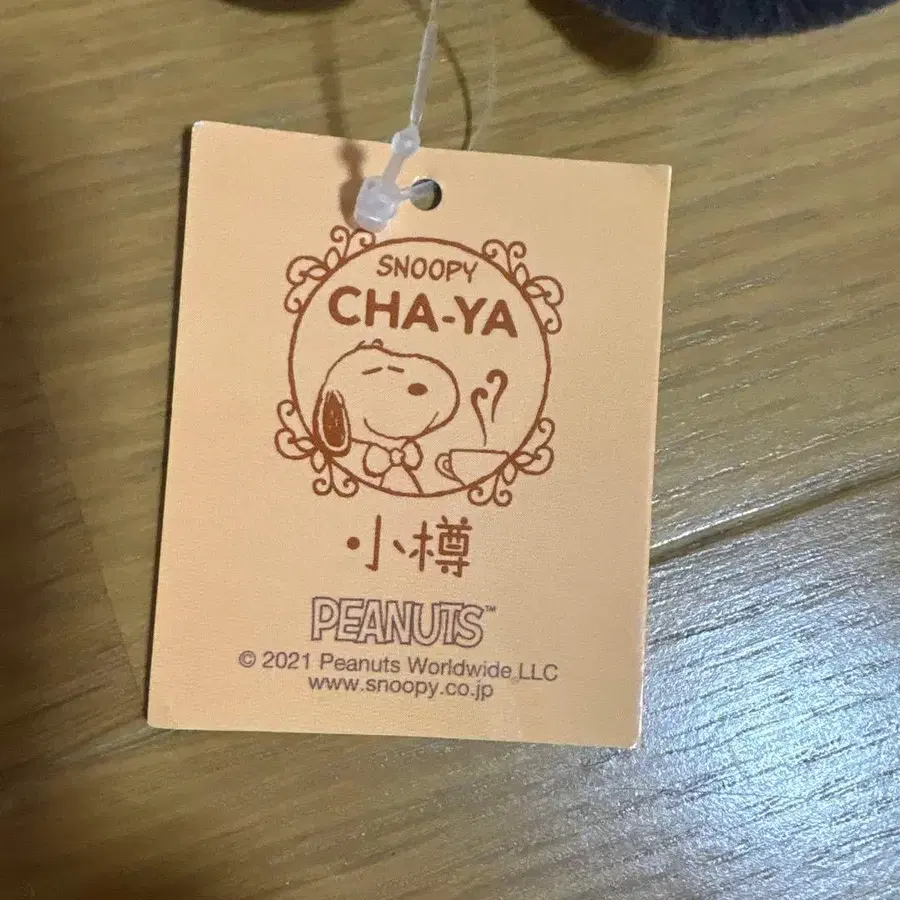 SNOOPY
CHA-YA
小樽
PEANUTS™
© 2021 Peanuts Worldwide LLC
www.snoopy.co.jp